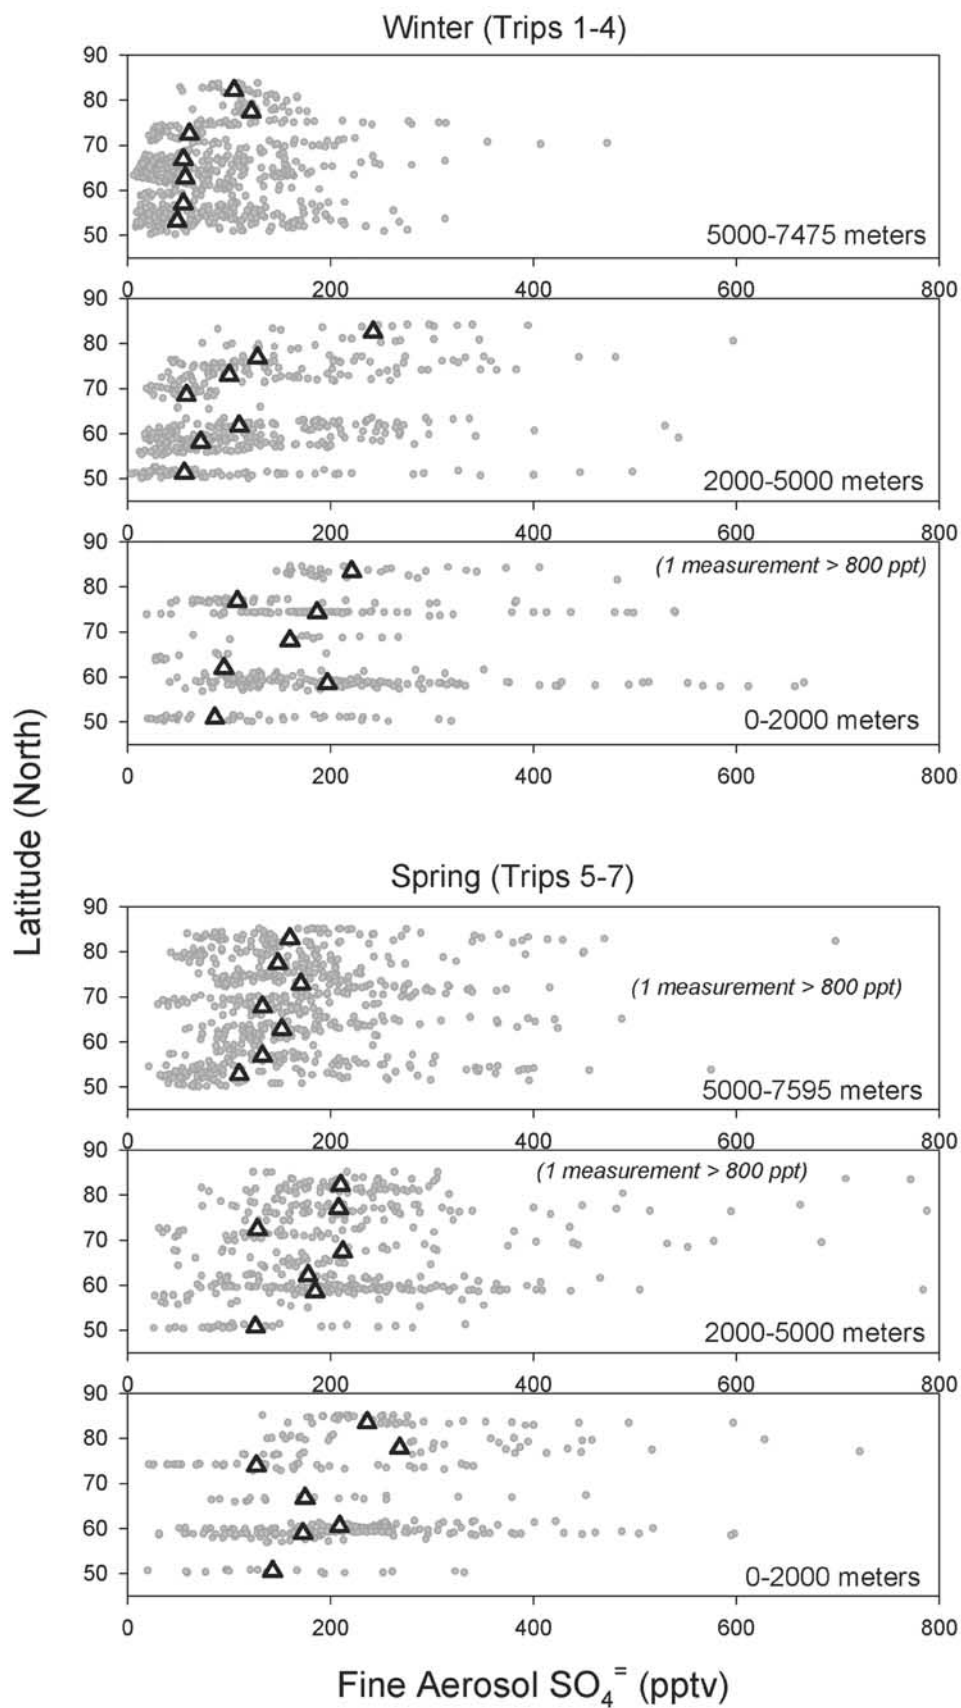 Winter (Trips 1-4)
90
80
70
60
50
5000-7475 meters
0 200 400 600 800
90
80
70
60
50
2000-5000 meters
0 200 400 600 800
90
(1 measurement > 800 ppt)
80
70
60
50
0-2000 meters
0 200 400 600 800
Latitude (North)
Spring (Trips 5-7)
90
80
70
(1 measurement > 800 ppt)
60
50
5000-7595 meters
0 200 400 600 800
90
(1 measurement > 800 ppt)
80
70
60
50
2000-5000 meters
0 200 400 600 800
90
80
70
60
50
0-2000 meters
0 200 400 600 800
Fine Aerosol SO₄⁼ (pptv)